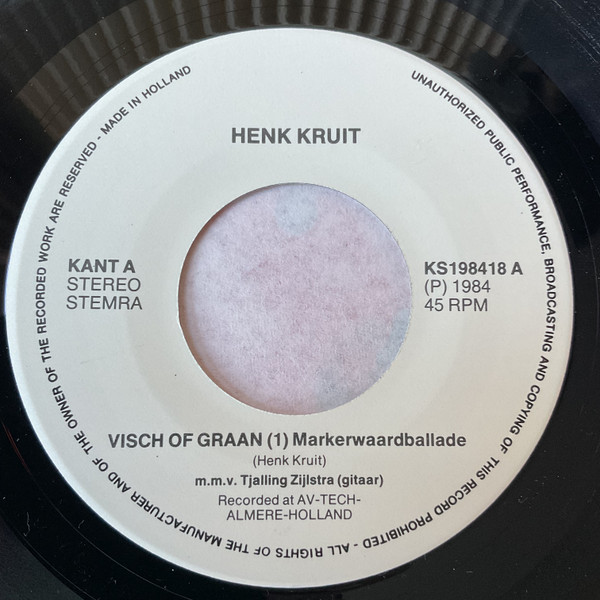 HENK KRUIT
KANT A
STEREO
STEMRA
KS198418 A
(P) 1984
45 RPM
VISCH OF GRAAN (1) Markerwaardballade
(Henk Kruit)
m.m.v. Tjalling Zijlstra (gitaar)
Recorded at AV-TECH-
ALMERE-HOLLAND
UNAUTHORIZED PUBLIC PERFORMANCE, BROADCASTING AND COPYING OF THIS RECORD PROHIBITED - ALL RIGHTS OF THE MANUFACTURER AND OF THE OWNER OF THE RECORDED WORK ARE RESERVED - MADE IN HOLLAND